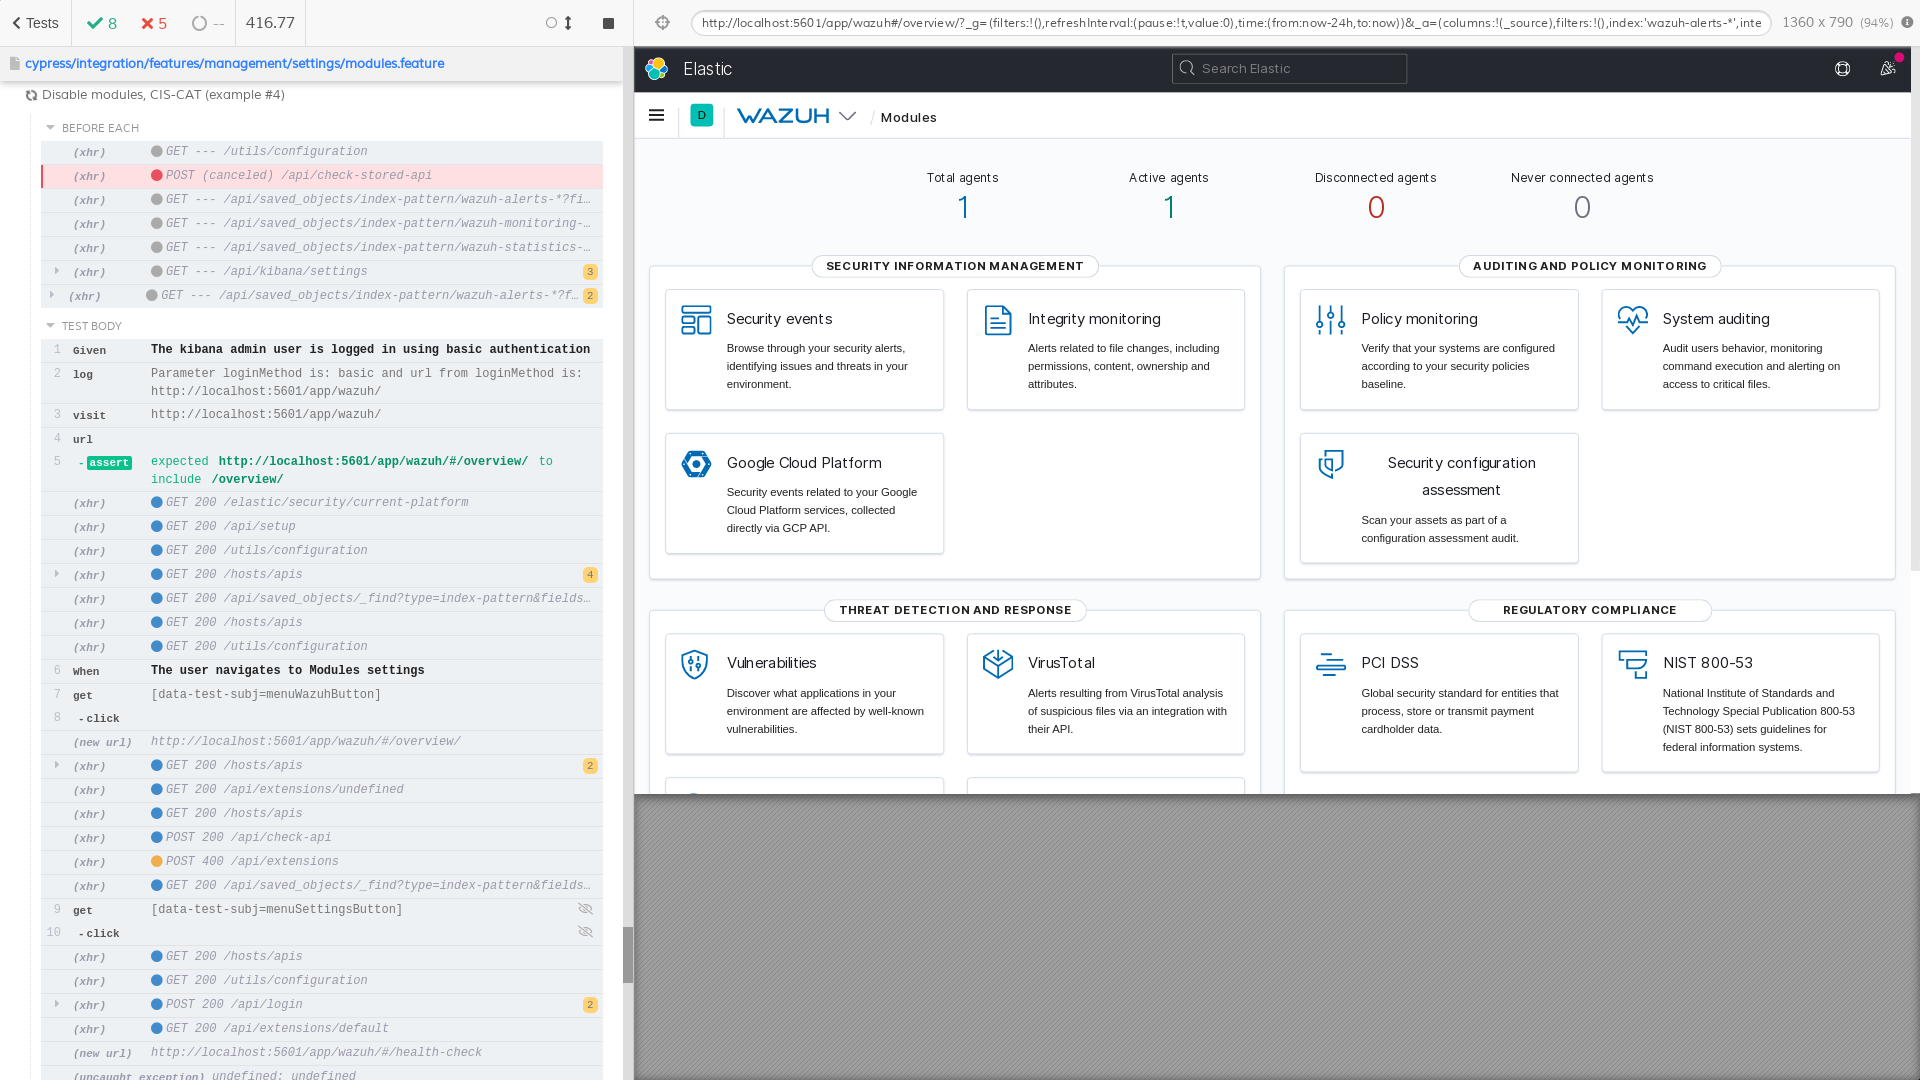 Tests
8
5
--
416.77
http://localhost:5601/app/wazuh#/overview/?_g=(filters:!(),refreshInterval:(pause:!t,value:0),time:(from:now-24h,to:now))&_a=(columns:!(_source),filters:!(),index:'wazuh-alerts-*',inte
1360 x 790 (94%)
cypress/integration/features/management/settings/modules.feature
Disable modules, CIS-CAT (example #4)
BEFORE EACH
(xhr) GET --- /utils/configuration
(xhr) POST (canceled) /api/check-stored-api
(xhr) GET --- /api/saved_objects/index-pattern/wazuh-alerts-*?fi…
(xhr) GET --- /api/saved_objects/index-pattern/wazuh-monitoring-…
(xhr) GET --- /api/saved_objects/index-pattern/wazuh-statistics-…
(xhr) GET --- /api/kibana/settings 3
(xhr) GET --- /api/saved_objects/index-pattern/wazuh-alerts-*?f… 2
TEST BODY
1 Given The kibana admin user is logged in using basic authentication
2 log Parameter loginMethod is: basic and url from loginMethod is:
http://localhost:5601/app/wazuh/
3 visit http://localhost:5601/app/wazuh/
4 url
5 -assert expected http://localhost:5601/app/wazuh/#/overview/ to
include /overview/
(xhr) GET 200 /elastic/security/current-platform
(xhr) GET 200 /api/setup
(xhr) GET 200 /utils/configuration
(xhr) GET 200 /hosts/apis 4
(xhr) GET 200 /api/saved_objects/_find?type=index-pattern&fields…
(xhr) GET 200 /hosts/apis
(xhr) GET 200 /utils/configuration
6 When The user navigates to Modules settings
7 get [data-test-subj=menuWazuhButton]
8 -click
(new url) http://localhost:5601/app/wazuh/#/overview/
(xhr) GET 200 /hosts/apis 2
(xhr) GET 200 /api/extensions/undefined
(xhr) GET 200 /hosts/apis
(xhr) POST 200 /api/check-api
(xhr) POST 400 /api/extensions
(xhr) GET 200 /api/saved_objects/_find?type=index-pattern&fields…
9 get [data-test-subj=menuSettingsButton]
10 -click
(xhr) GET 200 /hosts/apis
(xhr) GET 200 /utils/configuration
(xhr) POST 200 /api/login 2
(xhr) GET 200 /api/extensions/default
(new url) http://localhost:5601/app/wazuh/#/health-check
(uncaught exception) undefined: undefined
Elastic
Search Elastic
D
WAZUH
/ Modules
Total agents
1
Active agents
1
Disconnected agents
0
Never connected agents
0
SECURITY INFORMATION MANAGEMENT
Security events
Browse through your security alerts,
identifying issues and threats in your
environment.
Integrity monitoring
Alerts related to file changes, including
permissions, content, ownership and
attributes.
Google Cloud Platform
Security events related to your Google
Cloud Platform services, collected
directly via GCP API.
AUDITING AND POLICY MONITORING
Policy monitoring
Verify that your systems are configured
according to your security policies
baseline.
System auditing
Audit users behavior, monitoring
command execution and alerting on
access to critical files.
Security configuration
assessment
Scan your assets as part of a
configuration assessment audit.
THREAT DETECTION AND RESPONSE
Vulnerabilities
Discover what applications in your
environment are affected by well-known
vulnerabilities.
VirusTotal
Alerts resulting from VirusTotal analysis
of suspicious files via an integration with
their API.
REGULATORY COMPLIANCE
PCI DSS
Global security standard for entities that
process, store or transmit payment
cardholder data.
NIST 800-53
National Institute of Standards and
Technology Special Publication 800-53
(NIST 800-53) sets guidelines for
federal information systems.